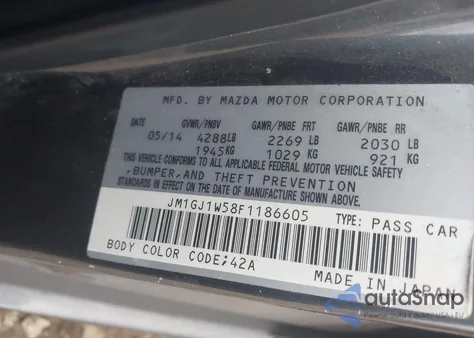 MFD. BY MAZDA MOTOR CORPORATION
DATE GVWR/PNBV GAWR/PNBE FRT GAWR/PNBE RR
05/14 4288LB 2269 LB 2030 LB
1945KG 1029 KG 921 KG
THIS VEHICLE CONFORMS TO ALL APPLICABLE FEDERAL MOTOR VEHICLE SAFETY
,BUMPER,AND THEFT PREVENTION
STANDARDS IN EFFECT ON THE DATE OF MANUFACTURE SHOWN ABOVE.
JM1GJ1W58F1186605 TYPE: PASS CAR
BODY COLOR CODE:42A
MADE IN JAPAN
autoSnap